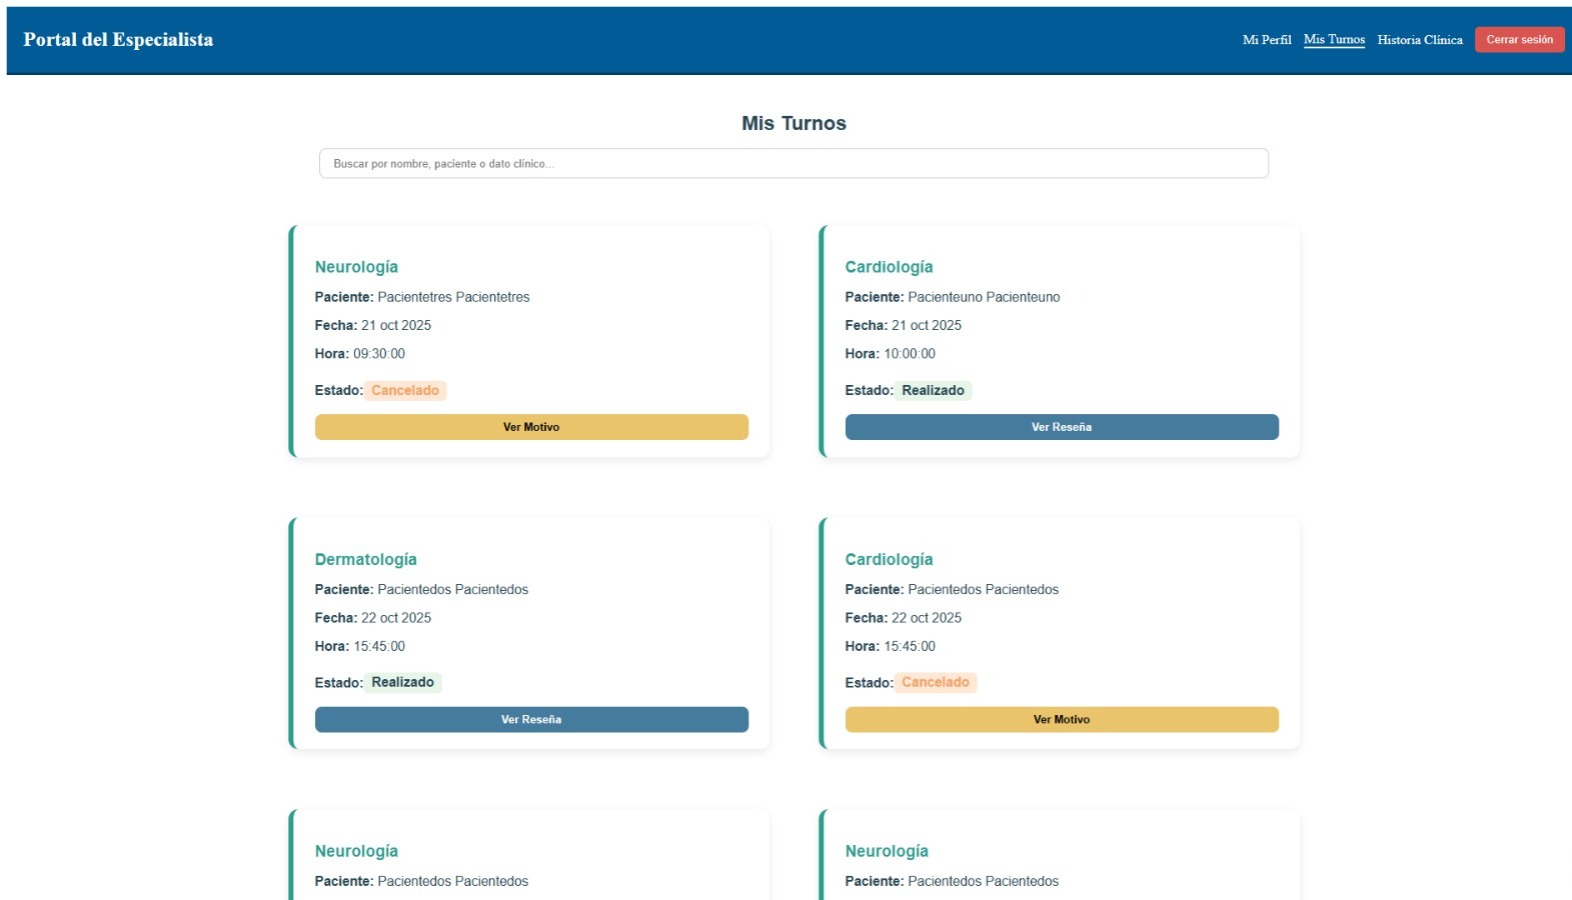 Portal del Especialista
Mi Perfil Mis Turnos Historia Clínica Cerrar sesión
Mis Turnos
Buscar por nombre, paciente o dato clínico...
Neurología
Paciente: Pacientetres Pacientetres
Fecha: 21 oct 2025
Hora: 09:30:00
Estado: Cancelado
Ver Motivo
Cardiología
Paciente: Pacienteuno Pacienteuno
Fecha: 21 oct 2025
Hora: 10:00:00
Estado: Realizado
Ver Reseña
Dermatología
Paciente: Pacientedos Pacientedos
Fecha: 22 oct 2025
Hora: 15:45:00
Estado: Realizado
Ver Reseña
Cardiología
Paciente: Pacientedos Pacientedos
Fecha: 22 oct 2025
Hora: 15:45:00
Estado: Cancelado
Ver Motivo
Neurología
Paciente: Pacientedos Pacientedos
Neurología
Paciente: Pacientedos Pacientedos